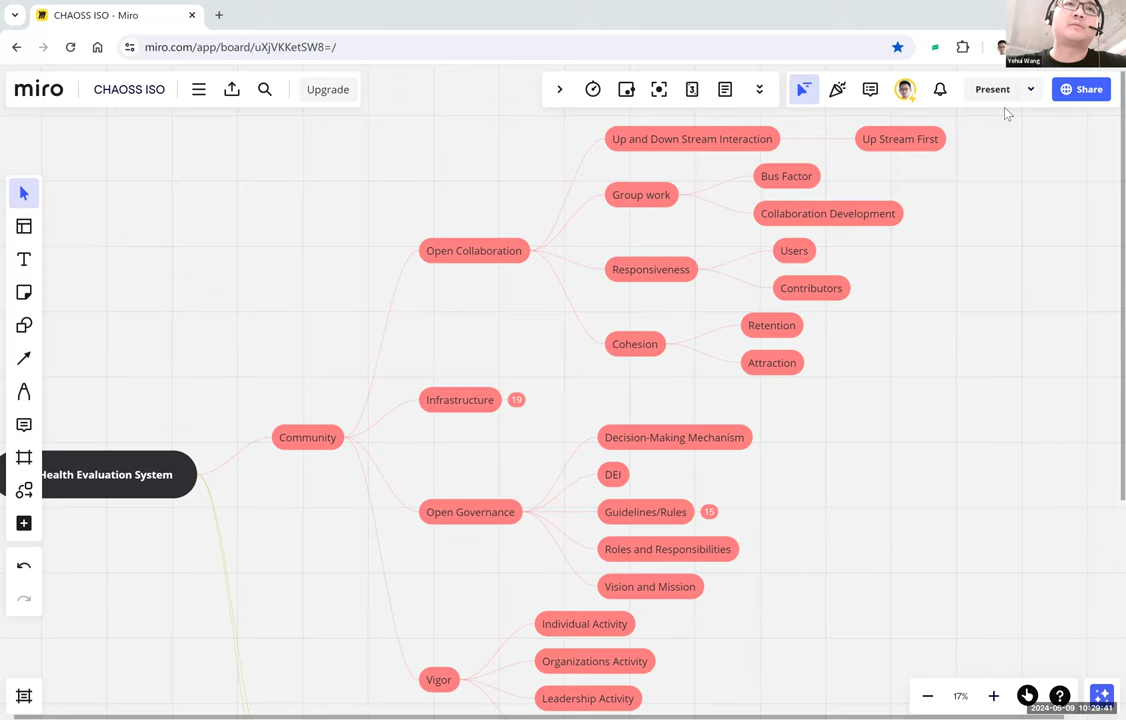 CHAOSS ISO - Miro
miro.com/app/board/uXjVKKetSW8=/
Yehui Wang
miro
CHAOSS ISO
Upgrade
3
Present
Share
Up and Down Stream Interaction
Up Stream First
Bus Factor
Group work
Collaboration Development
Open Collaboration
Users
Responsiveness
Contributors
Retention
Cohesion
Attraction
Infrastructure
19
Community
Decision-Making Mechanism
Health Evaluation System
DEI
Open Governance
Guidelines/Rules
15
Roles and Responsibilities
Vision and Mission
Individual Activity
Organizations Activity
Vigor
Leadership Activity
17%
2024-05-09 10:29:41